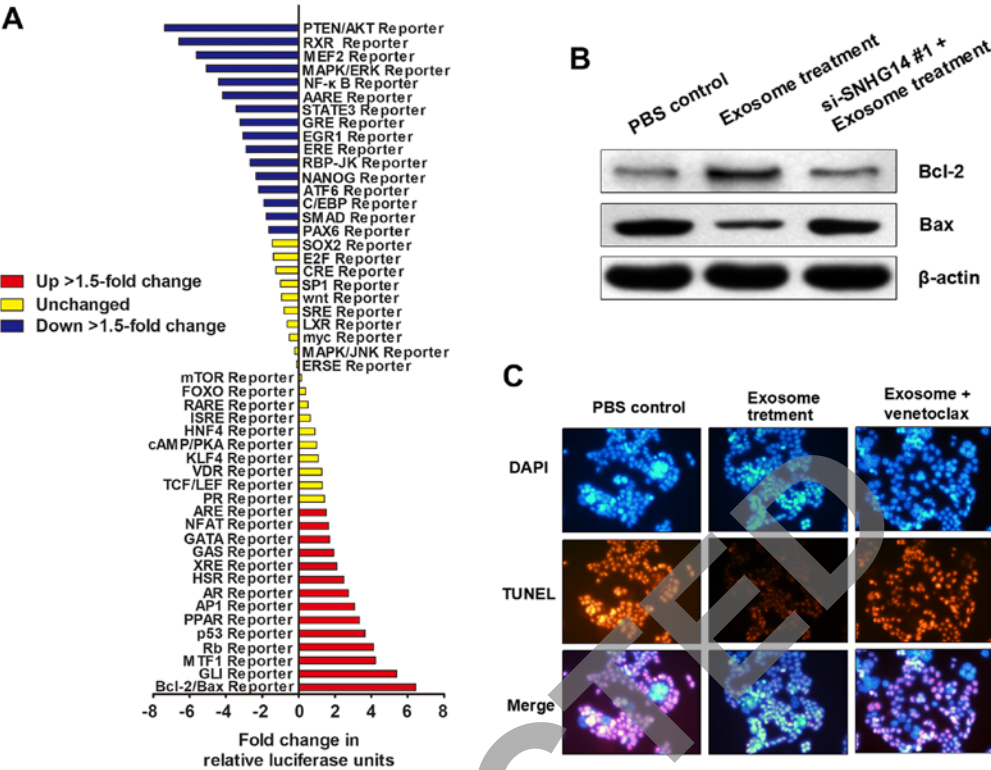 A
PTEN/AKT Reporter
RXR Reporter
MEF2 Reporter
MAPK/ERK Reporter
NF-κ B Reporter
AARE Reporter
STATE3 Reporter
GRE Reporter
EGR1 Reporter
ERE Reporter
RBP-JK Reporter
NANOG Reporter
ATF6 Reporter
C/EBP Reporter
SMAD Reporter
PAX6 Reporter
SOX2 Reporter
E2F Reporter
CRE Reporter
SP1 Reporter
wnt Reporter
SRE Reporter
LXR Reporter
myc Reporter
MAPK/JNK Reporter
ERSE Reporter
mTOR Reporter
FOXO Reporter
RARE Reporter
ISRE Reporter
HNF4 Reporter
cAMP/PKA Reporter
KLF4 Reporter
VDR Reporter
TCF/LEF Reporter
PR Reporter
ARE Reporter
NFAT Reporter
GATA Reporter
GAS Reporter
XRE Reporter
HSR Reporter
AR Reporter
AP1 Reporter
PPAR Reporter
p53 Reporter
Rb Reporter
MTF1 Reporter
GLI Reporter
Bcl-2/Bax Reporter
Up >1.5-fold change
Unchanged
Down >1.5-fold change
-8 -6 -4 -2 0 2 4 6 8
Fold change in
relative luciferase units
B
PBS control
Exosome treatment
si-SNHG14 #1 +
Exosome treatment
Bcl-2
Bax
β-actin
C
PBS control
Exosome
tretment
Exosome +
venetoclax
DAPI
TUNEL
Merge
CTED